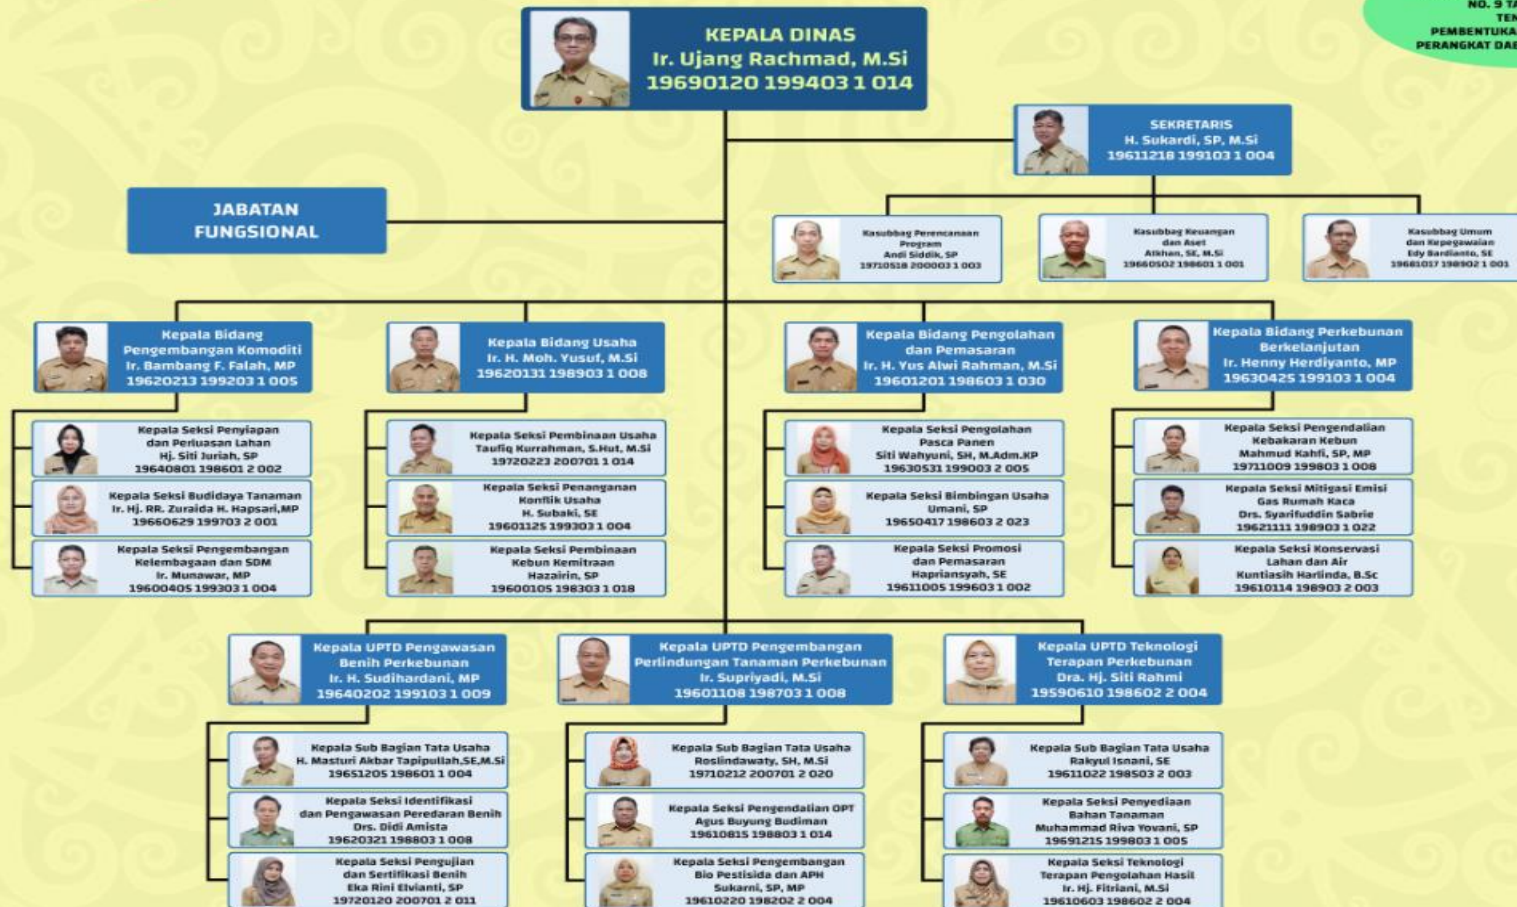 NO. 9
PEMBENTUKA
PERANGKAT DAE
KEPALA DINAS
Ir. Ujang Rachmad, M.Si
19690120 199403 1 014
SEKRETARIS
H. Sukardi, SP, M.Si
19611218 199103 1 004
JABATAN
FUNGSIONAL
Kasubbag Perencanaan
Program
Andi Siddik, SP
19710518 200003 1 003
Kasubbag Keuangan
dan Aset
Alkhan, SE, M.Si
19660502 198601 1 001
Kasubbag Umum
dan Kepegawaian
Edy Bardianto, SE
19681017 198902 1 001
Kepala Bidang
Pengembangan Komoditi
Ir. Bambang F. Falah, MP
19620213 199203 1 005
Kepala Bidang Usaha
Ir. H. Moh. Yusuf, M.Si
19620131 198903 1 008
Kepala Bidang Pengolahan
dan Pemasaran
Ir. H. Yus Alwi Rahman, M.Si
19601201 198603 1 030
Kepala Bidang Perkebunan
Berkelanjutan
Ir. Henny Herdiyanto, MP
19630425 199103 1 004
Kepala Seksi Penyiapan
dan Perluasan Lahan
Hj. Siti Juriah, SP
19640801 198601 2 002
Kepala Seksi Budidaya Tanaman
Ir. Hj. RR. Zuraida H. Hapsari,MP
19660629 199703 2 001
Kepala Seksi Pengembangan
Kelembagaan dan SDM
Ir. Munawar, MP
19600405 199303 1 004
Kepala Seksi Pembinaan Usaha
Taufiq Kurrahman, S.Hut, M.Si
19720223 200701 1 014
Kepala Seksi Penanganan
Konflik Usaha
H. Subaki, SE
19601125 199303 1 004
Kepala Seksi Pembinaan
Kebun Kemitraan
Hazairin, SP
19600105 198303 1 018
Kepala Seksi Pengolahan
Pasca Panen
Siti Wahyuni, SH, M.Adm.KP
19630531 199003 2 005
Kepala Seksi Bimbingan Usaha
Umani, SP
19650417 198603 2 023
Kepala Seksi Promosi
dan Pemasaran
Hapriansyah, SE
19611005 199603 1 002
Kepala Seksi Pengendalian
Kebakaran Kebun
Mahmud Kahfi, SP, MP
19711009 199803 1 008
Kepala Seksi Mitigasi Emisi
Gas Rumah Kaca
Drs. Syarifuddin Sabrie
19621111 198903 1 022
Kepala Seksi Konservasi
Lahan dan Air
Kuntiasih Harlinda, B.Sc
19610114 198903 2 003
Kepala UPTD Pengawasan
Benih Perkebunan
Ir. H. Sudihardani, MP
19640202 199103 1 009
Kepala UPTD Pengembangan
Perlindungan Tanaman Perkebunan
Ir. Supriyadi, M.Si
19601108 198703 1 008
Kepala UPTD Teknologi
Terapan Perkebunan
Dra. Hj. Siti Rahmi
19590610 198602 2 004
Kepala Sub Bagian Tata Usaha
H. Masturi Akbar Tapipullah,SE,M.Si
19651205 198601 1 004
Kepala Seksi Identifikasi
dan Pengawasan Peredaran Benih
Drs. Didi Amista
19620321 198803 1 008
Kepala Seksi Pengujian
dan Sertifikasi Benih
Eka Rini Elvianti, SP
19720120 200701 2 011
Kepala Sub Bagian Tata Usaha
Roslindawaty, SH, M.Si
19710212 200701 2 020
Kepala Seksi Pengendalian OPT
Agus Buyung Budiman
19610815 198803 1 014
Kepala Seksi Pengembangan
Bio Pestisida dan APH
Sukarni, SP, MP
19610220 198202 2 004
Kepala Sub Bagian Tata Usaha
Rakyul Isnani, SE
19611022 198503 2 003
Kepala Seksi Penyediaan
Bahan Tanaman
Muhammad Riva Yovani, SP
19691215 199803 1 005
Kepala Seksi Teknologi
Terapan Pengolahan Hasil
Ir. Hj. Fitriani, M.Si
19610603 198602 2 004